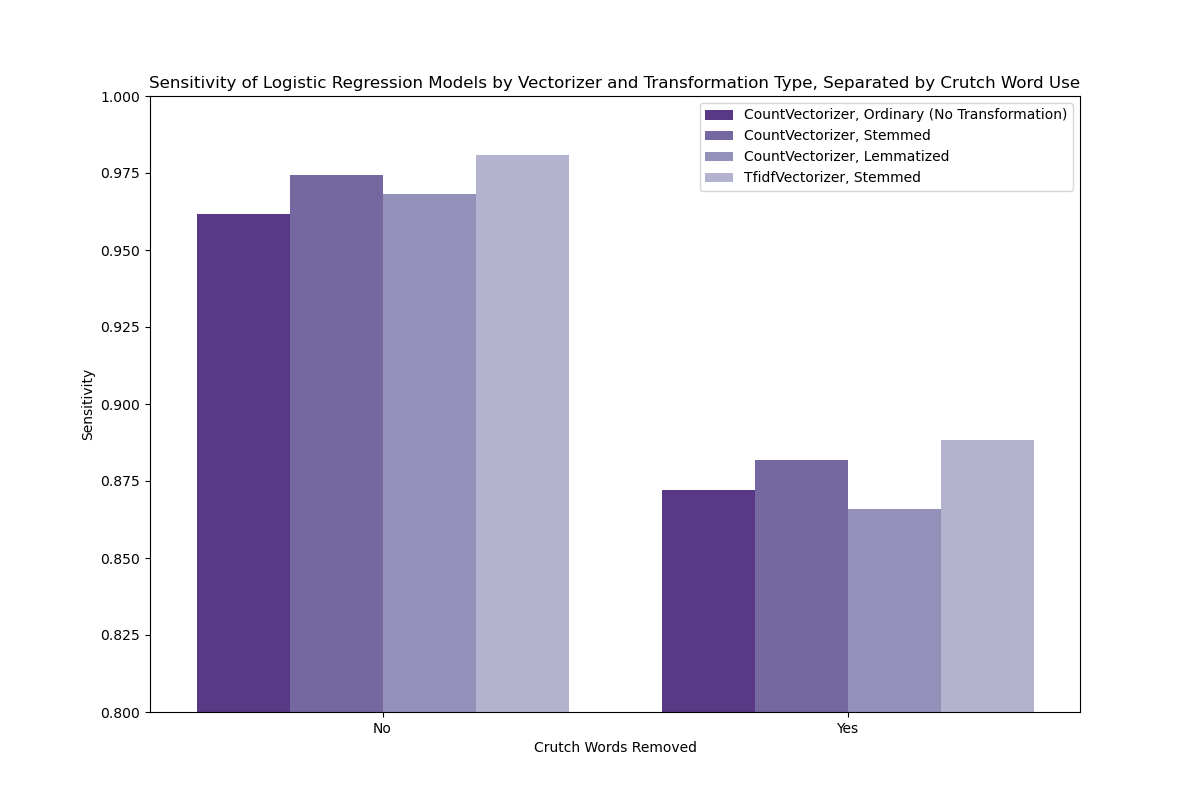 Sensitivity of Logistic Regression Models by Vectorizer and Transformation Type, Separated by Crutch Word Use
CountVectorizer, Ordinary (No Transformation)
CountVectorizer, Stemmed
CountVectorizer, Lemmatized
TfidfVectorizer, Stemmed
1.000
0.975
0.950
0.925
0.900
0.875
0.850
0.825
0.800
Sensitivity
No
Yes
Crutch Words Removed